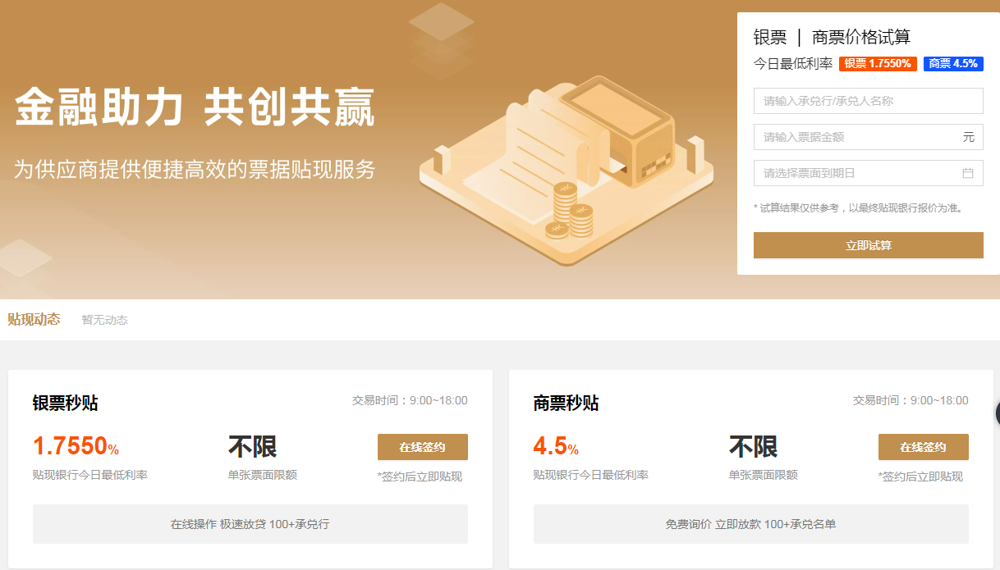 金融助力 共创共赢
为供应商提供便捷高效的票据贴现服务
银票 | 商票价格试算
今日最低利率 银票 1.7550% 商票 4.5%
请输入承兑行/承兑人名称
请输入票据金额 元
请选择票面到期日
* 试算结果仅供参考，以最终贴现银行报价为准。
立即试算
贴现动态 暂无动态
银票秒贴 交易时间：9:00~18:00
1.7550% 不限 在线签约
贴现银行今日最低利率 单张票面限额 *签约后立即贴现
在线操作 极速放贷 100+承兑行
商票秒贴 交易时间：9:00~18:00
4.5% 不限 在线签约
贴现银行今日最低利率 单张票面限额 *签约后立即贴现
免费询价 立即放款 100+承兑名单